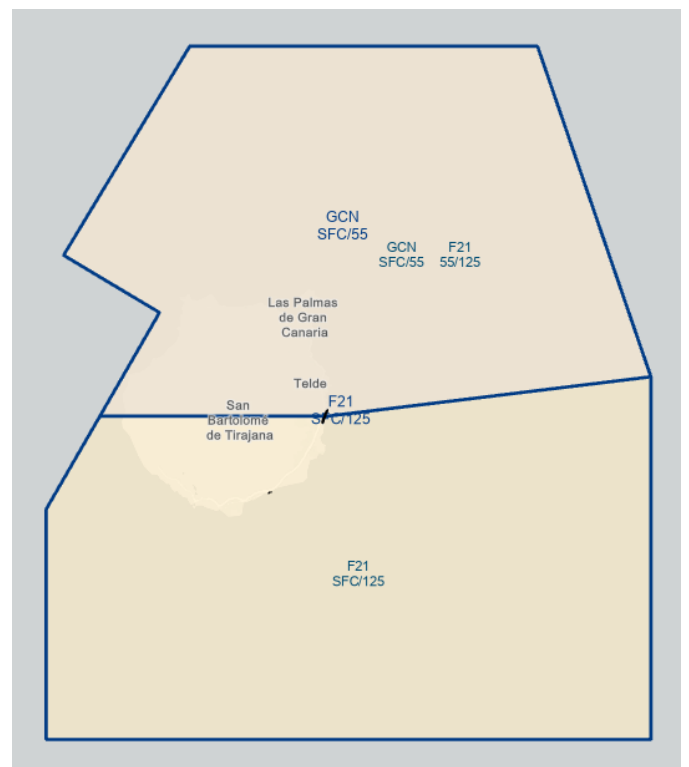 GCN
SFC/55
GCN
SFC/55
F21
55/125
Las Palmas
de Gran
Canaria
Telde
F21
SFC/125
San
Bartolomé
de Tirajana
F21
SFC/125